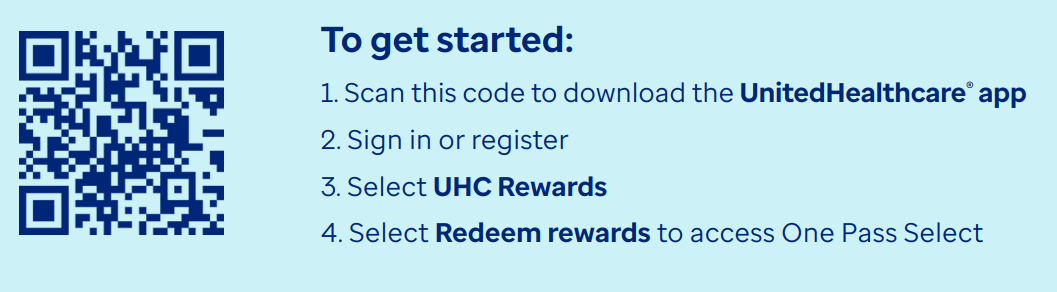 To get started:
1. Scan this code to download the UnitedHealthcare® app
2. Sign in or register
3. Select UHC Rewards
4. Select Redeem rewards to access One Pass Select